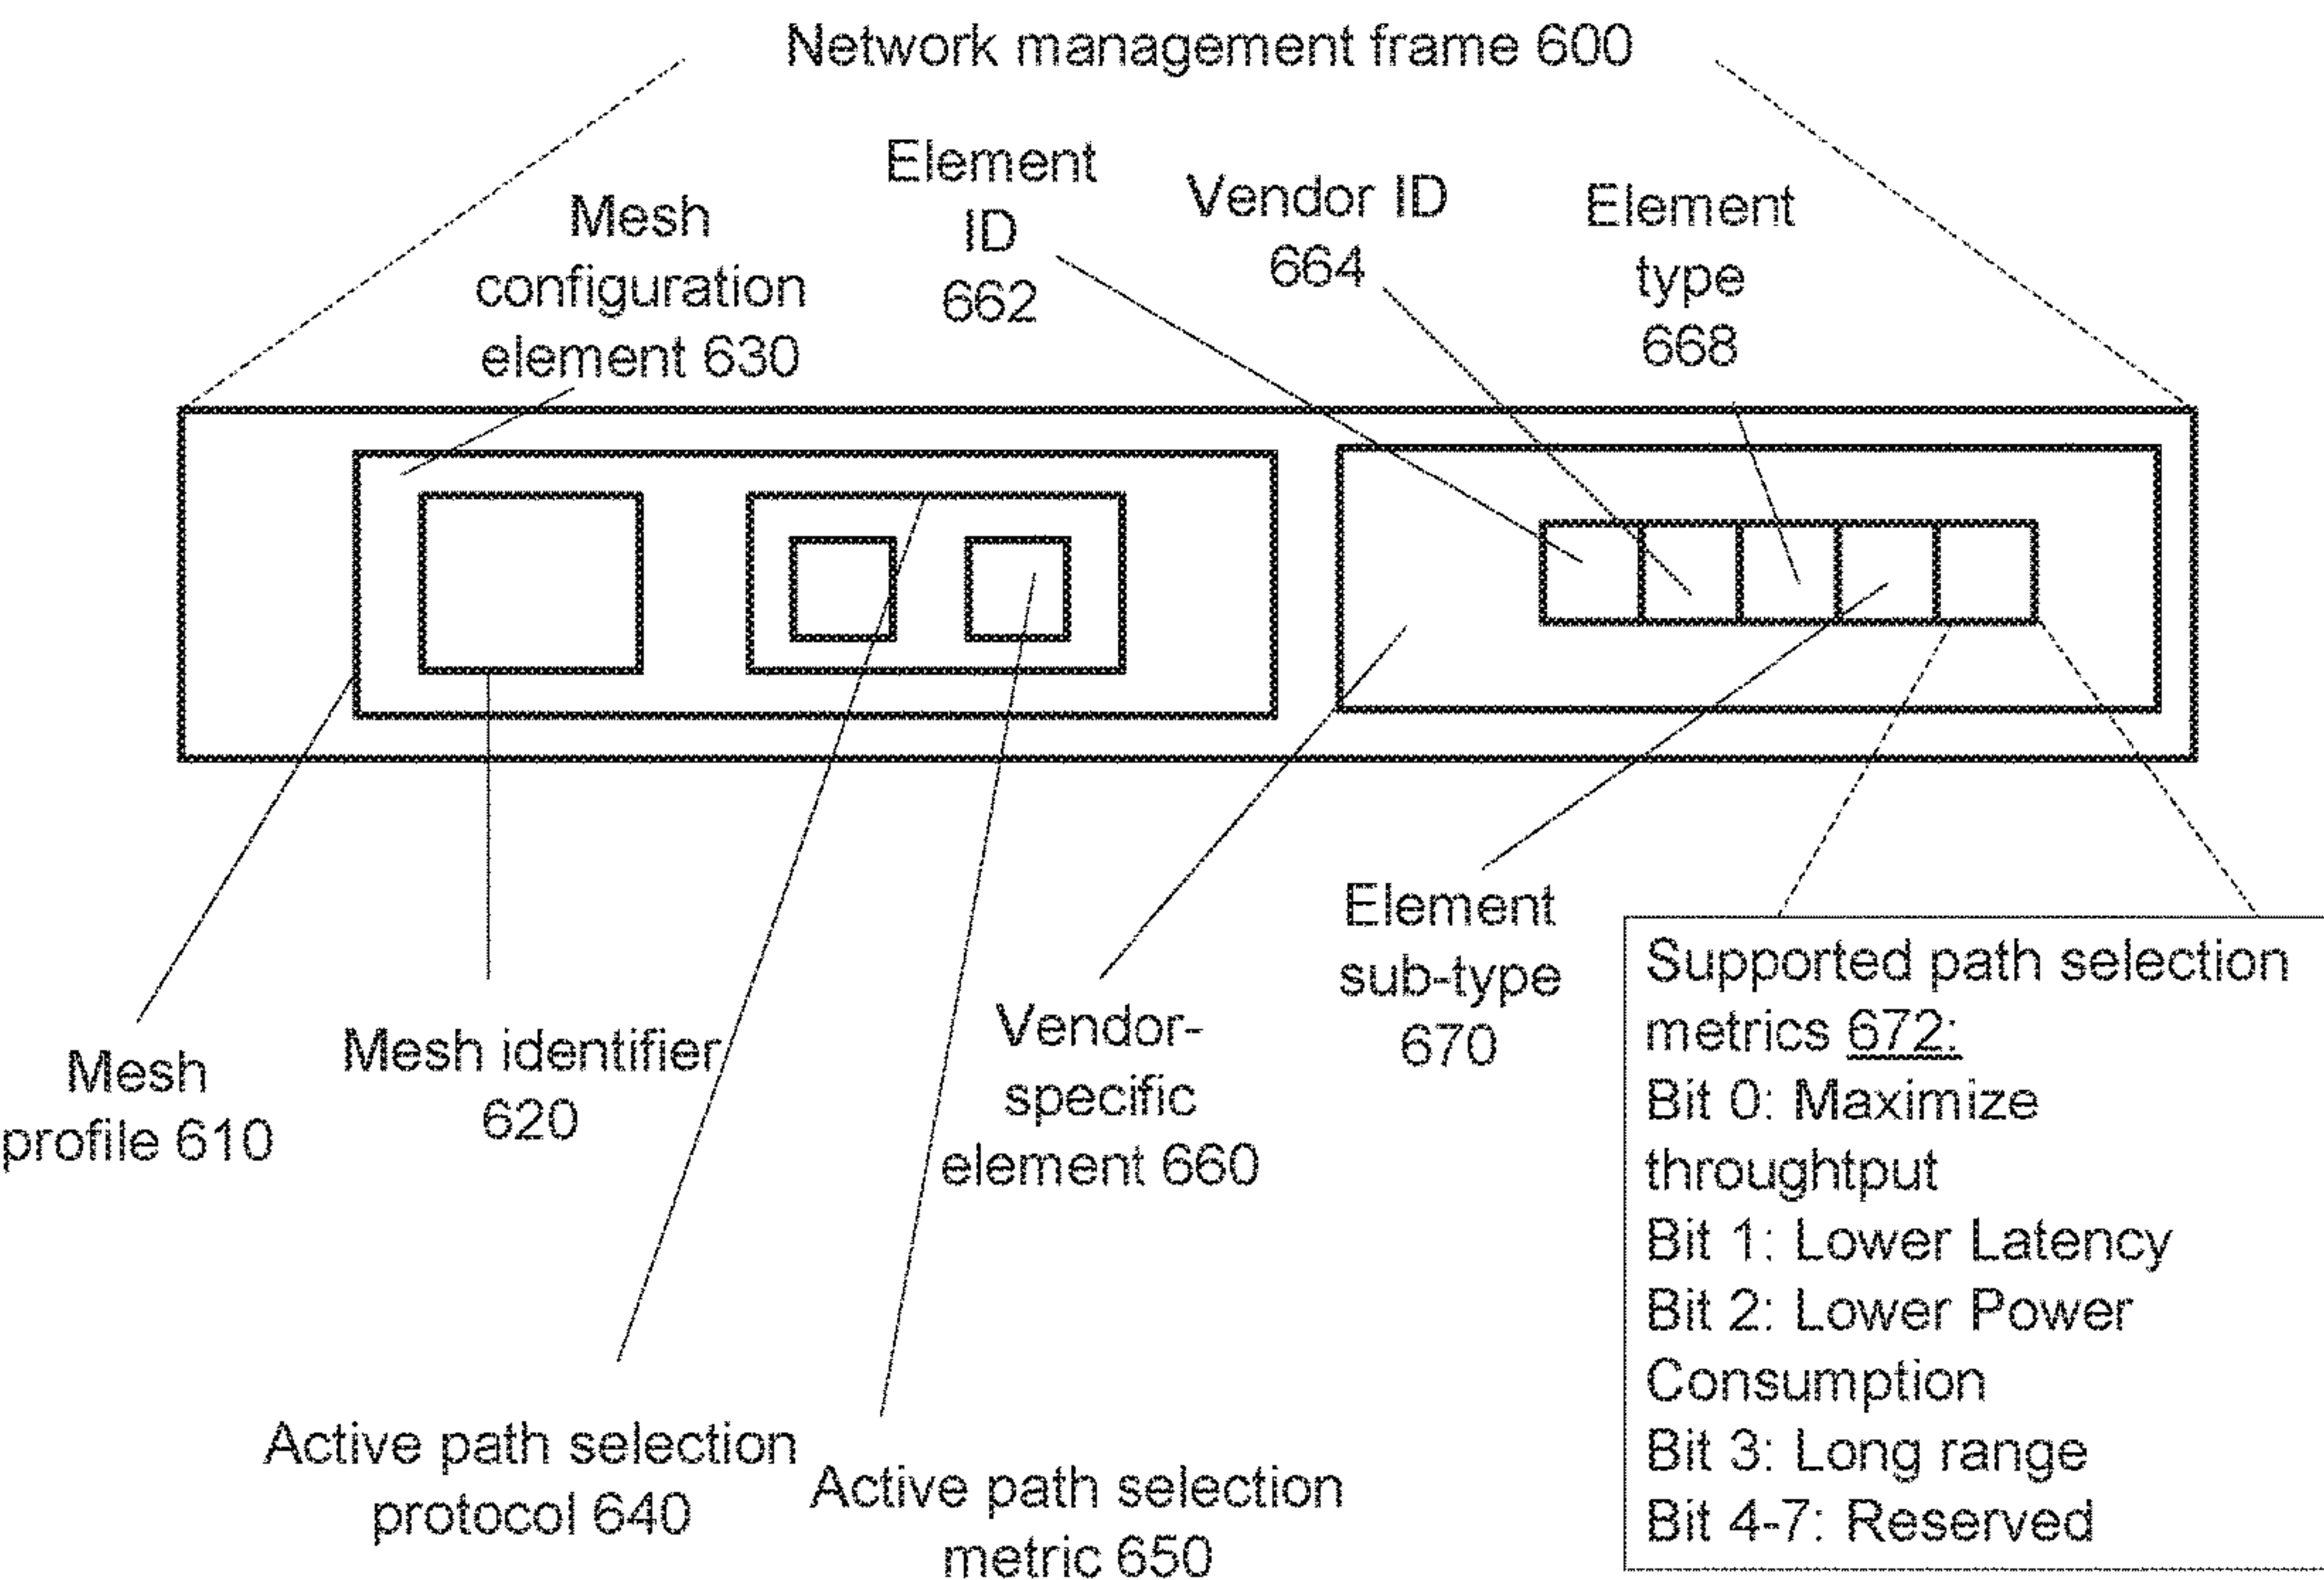 Network management frame 600
Element
ID
662
Vendor ID
664
Element
type
668
Mesh
configuration
element 630
Mesh
profile 610
Mesh identifier
620
Vendor-
specific
element 660
Element
sub-type
670
Supported path selection
metrics 672:
Bit 0: Maximize
throughtput
Bit 1: Lower Latency
Bit 2: Lower Power
Consumption
Bit 3: Long range
Bit 4-7: Reserved
Active path selection
protocol 640
Active path selection
metric 650